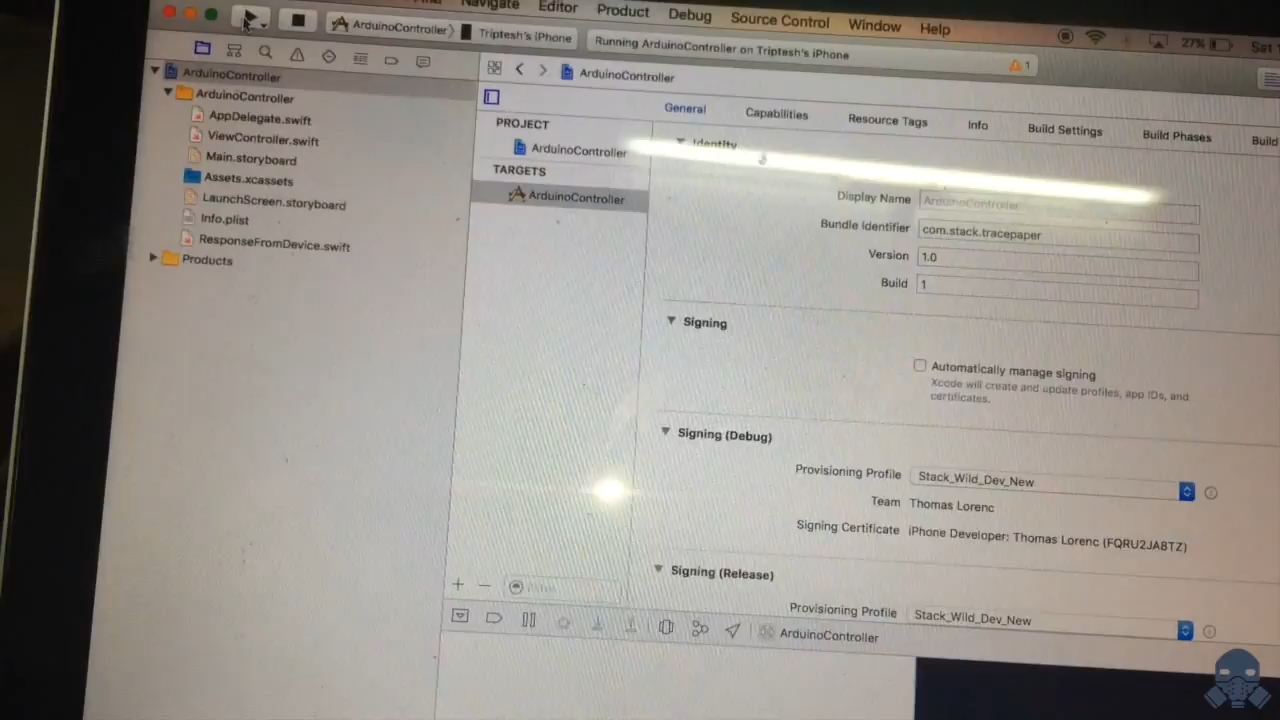 Navigate Editor Product Debug Source Control Window Help 27% Sat
ArduinoController Triptesh's iPhone Running ArduinoController on Triptesh's iPhone 1
ArduinoController
ArduinoController
AppDelegate.swift
ViewController.swift
Main.storyboard
Assets.xcassets
LaunchScreen.storyboard
Info.plist
ResponseFromDevice.swift
Products
ArduinoController
General Capabilities Resource Tags Info Build Settings Build Phases Build
PROJECT
ArduinoController
TARGETS
ArduinoController
Identity
Display Name ArduinoController
Bundle Identifier com.stack.tracepaper
Version 1.0
Build 1
Signing
Automatically manage signing
Xcode will create and update profiles, app IDs, and
certificates.
Signing (Debug)
Provisioning Profile Stack_Wild_Dev_New
Team Thomas Lorenc
Signing Certificate iPhone Developer: Thomas Lorenc (FQRU2JA8TZ)
Signing (Release)
Provisioning Profile Stack_Wild_Dev_New
ArduinoController